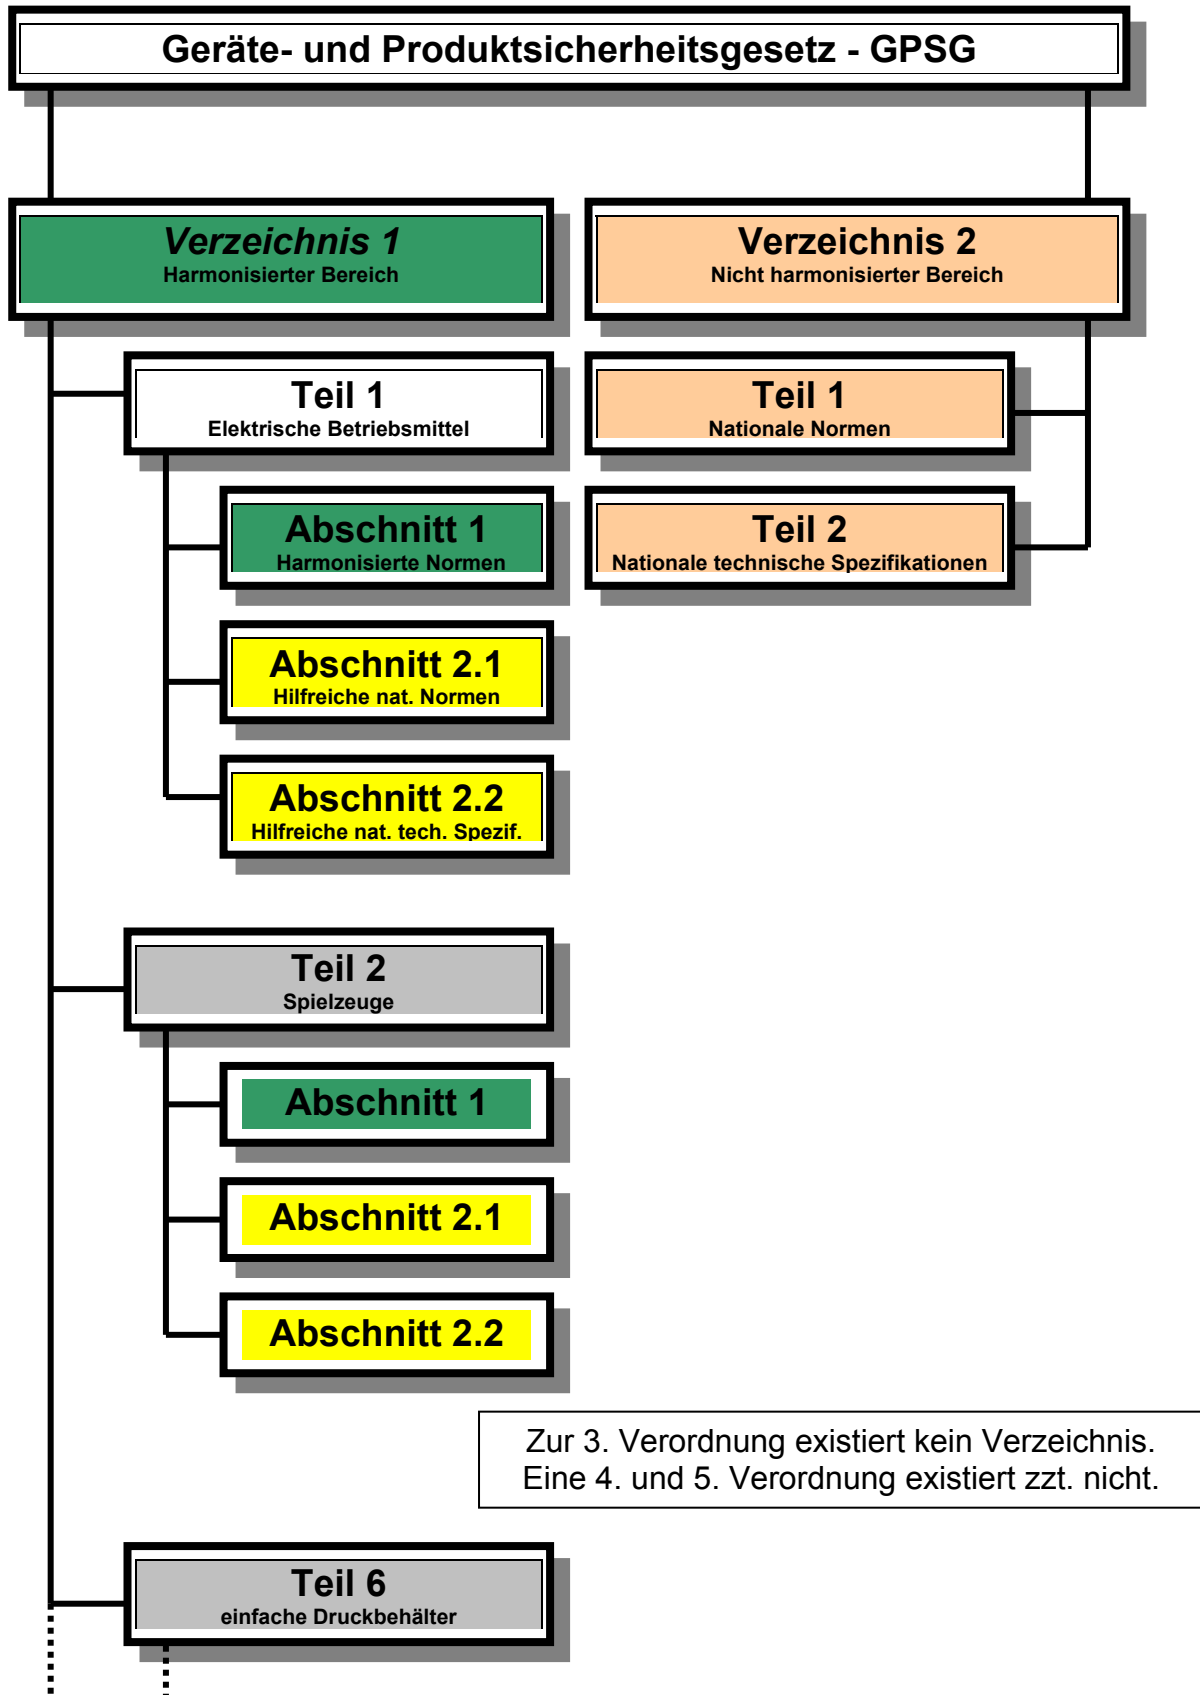 Geräte- und Produktsicherheitsgesetz - GPSG
Verzeichnis 1
Harmonisierter Bereich
Verzeichnis 2
Nicht harmonisierter Bereich
Teil 1
Elektrische Betriebsmittel
Teil 1
Nationale Normen
Abschnitt 1
Harmonisierte Normen
Teil 2
Nationale technische Spezifikationen
Abschnitt 2.1
Hilfreiche nat. Normen
Abschnitt 2.2
Hilfreiche nat. tech. Spezif.
Teil 2
Spielzeuge
Abschnitt 1
Abschnitt 2.1
Abschnitt 2.2
Zur 3. Verordnung existiert kein Verzeichnis.
Eine 4. und 5. Verordnung existiert zzt. nicht.
Teil 6
einfache Druckbehälter